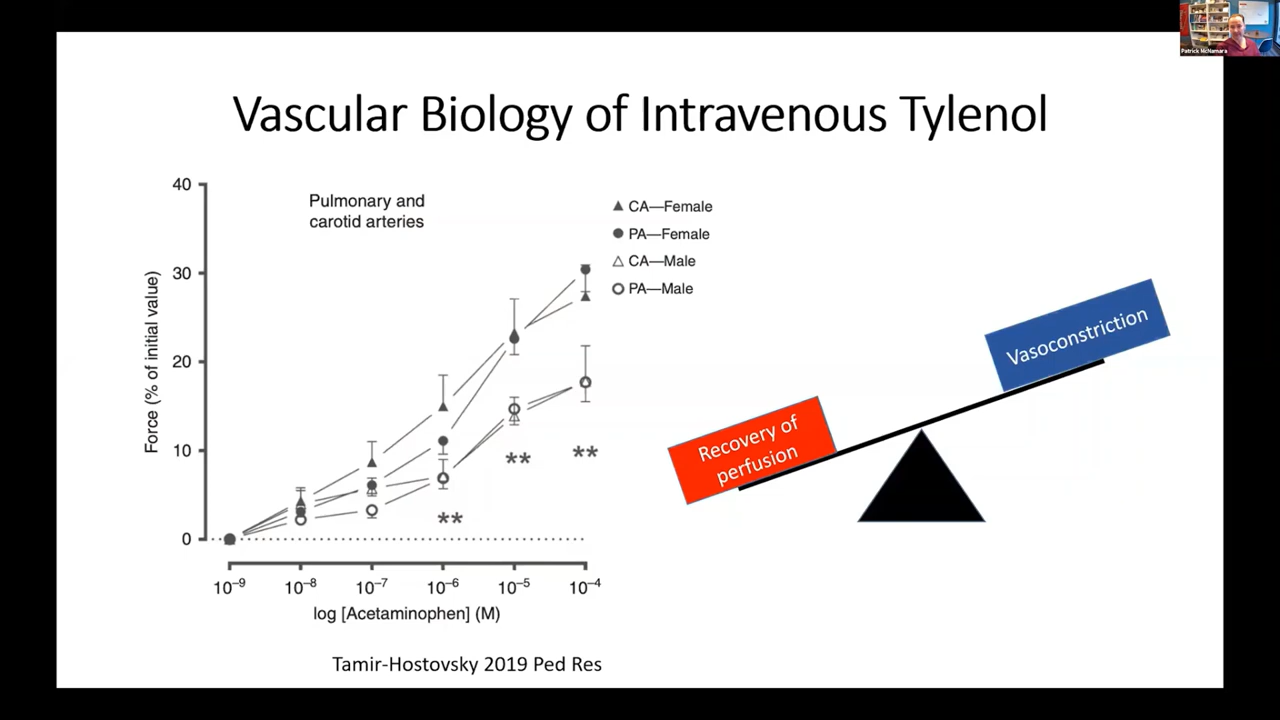 Patrick McNamara
Vascular Biology of Intravenous Tylenol
40
30
20
10
0
Force (% of initial value)
Pulmonary and
carotid arteries
CA—Female
PA—Female
CA—Male
PA—Male
**
**
**
10⁻⁹
10⁻⁸
10⁻⁷
10⁻⁶
10⁻⁵
10⁻⁴
log [Acetaminophen] (M)
Tamir-Hostovsky 2019 Ped Res
Recovery of
perfusion
Vasoconstriction